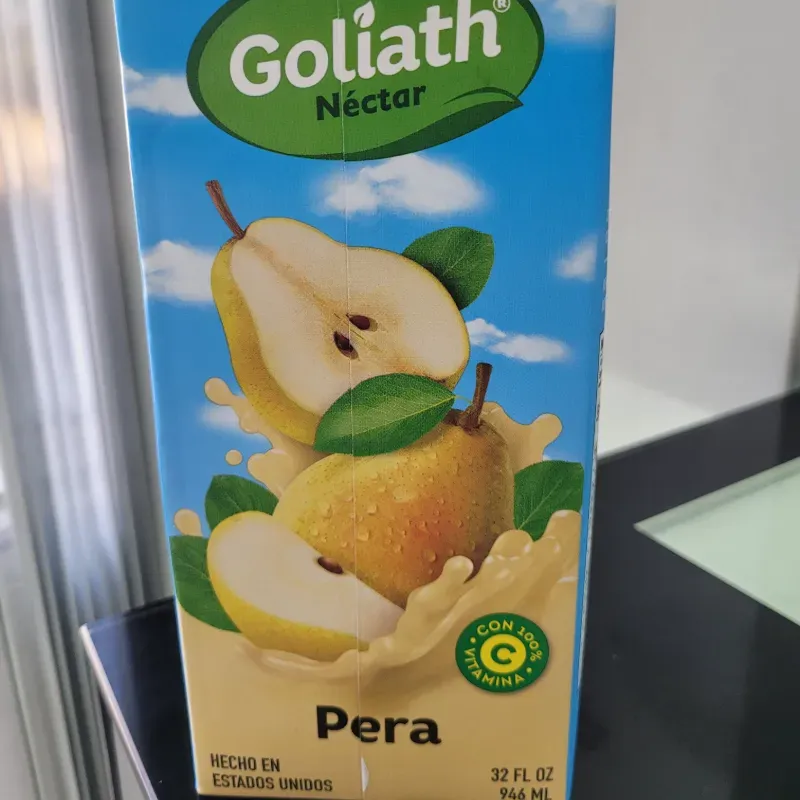 Goliath®
Néctar
CON 100%
C
VITAMINA
Pera
HECHO EN
ESTADOS UNIDOS
32 FL OZ
946 ML